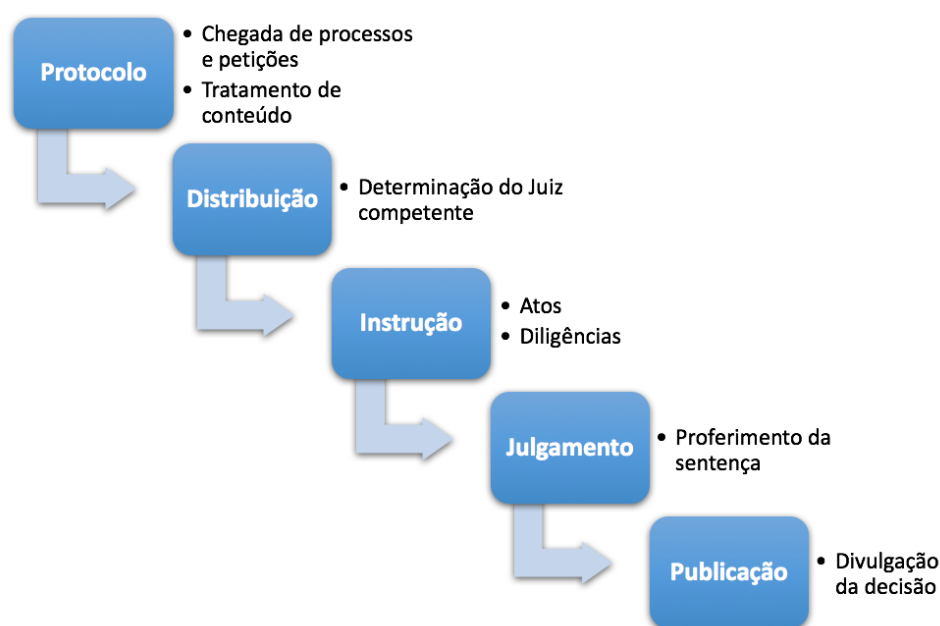 Protocolo
• Chegada de processos
e petições
• Tratamento de
conteúdo
Distribuição
• Determinação do Juiz
competente
Instrução
• Atos
• Diligências
Julgamento
• Proferimento da
sentença
Publicação
• Divulgação
da decisão